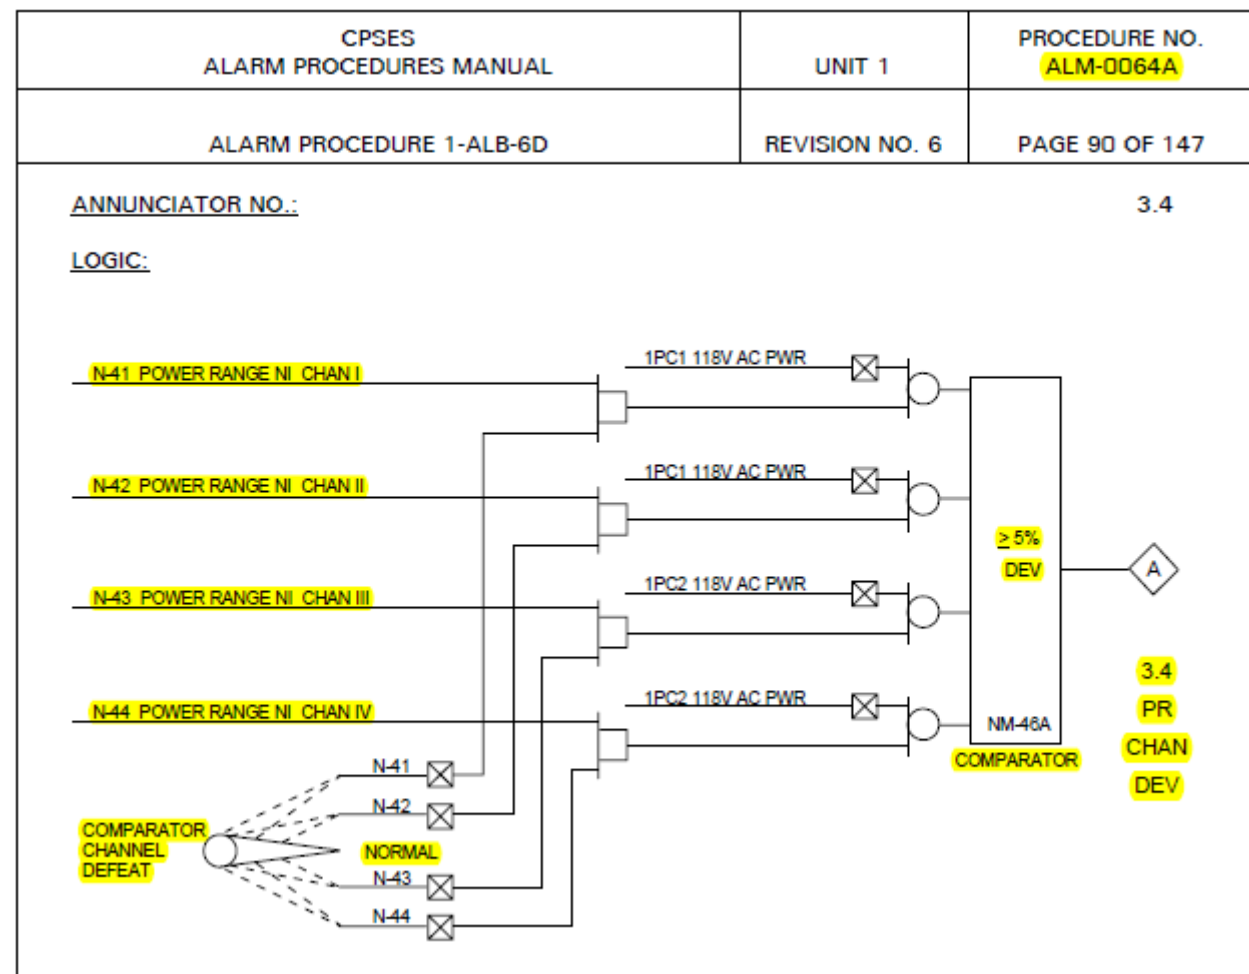 CPSES
ALARM PROCEDURES MANUAL
UNIT 1
PROCEDURE NO.
ALM-0064A
ALARM PROCEDURE 1-ALB-6D
REVISION NO. 6
PAGE 90 OF 147
ANNUNCIATOR NO.:
3.4
LOGIC:
N-41 POWER RANGE NI CHAN I
1PC1 118V AC PWR
N-42 POWER RANGE NI CHAN II
1PC1 118V AC PWR
N-43 POWER RANGE NI CHAN III
1PC2 118V AC PWR
N-44 POWER RANGE NI CHAN IV
1PC2 118V AC PWR
≥ 5%
DEV
NM-46A
COMPARATOR
A
3.4
PR
CHAN
DEV
COMPARATOR
CHANNEL
DEFEAT
N-41
N-42
NORMAL
N-43
N-44